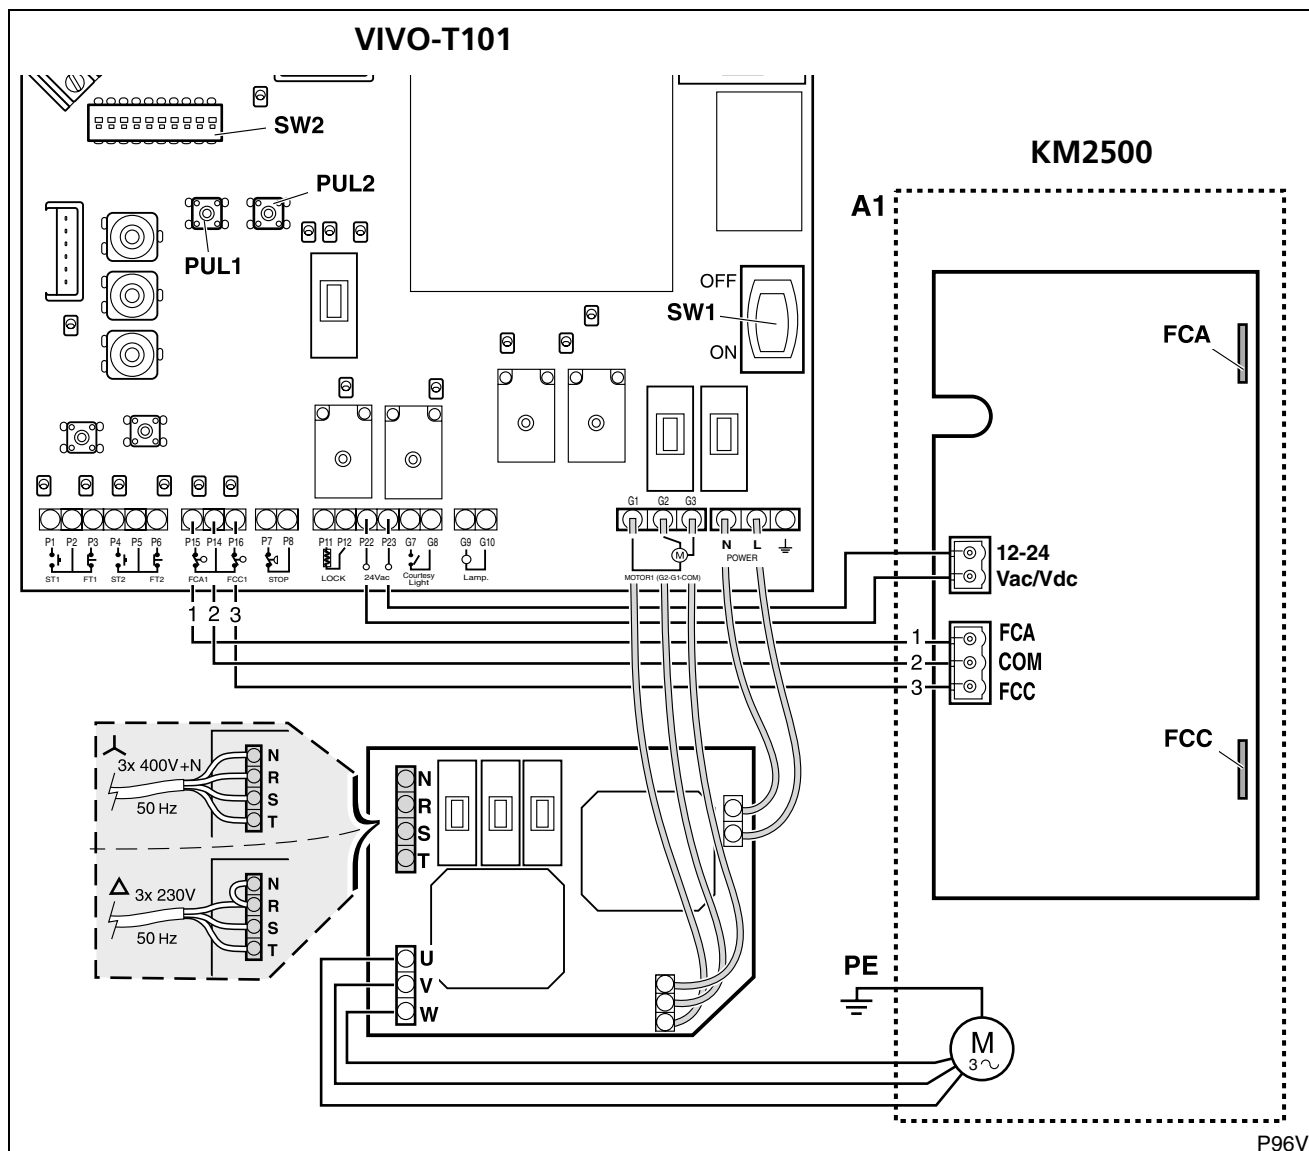 VIVO-T101
SW2
PUL2
PUL1
KM2500
A1
OFF
SW1
ON
FCA
G1 G2 G3
M
N L
POWER
MOTOR1 (G2-G1-COM)
P1 P2 P3 P4 P5 P6
ST1 FT1 ST2 FT2
P15 P14 P16
FCA1 FCC1
P7 P8
STOP
P11 P12 P22 P23 G7 G8
LOCK 24Vac Courtesy
Light
G9 G10
Lamp.
1 2 3
12-24
Vac/Vdc
1 FCA
2 COM
3 FCC
FCC
3x 400V+N
50 Hz
N
R
S
T
3x 230V
50 Hz
N
R
S
T
N
R
S
T
U
V
W
PE
M
3
P96V